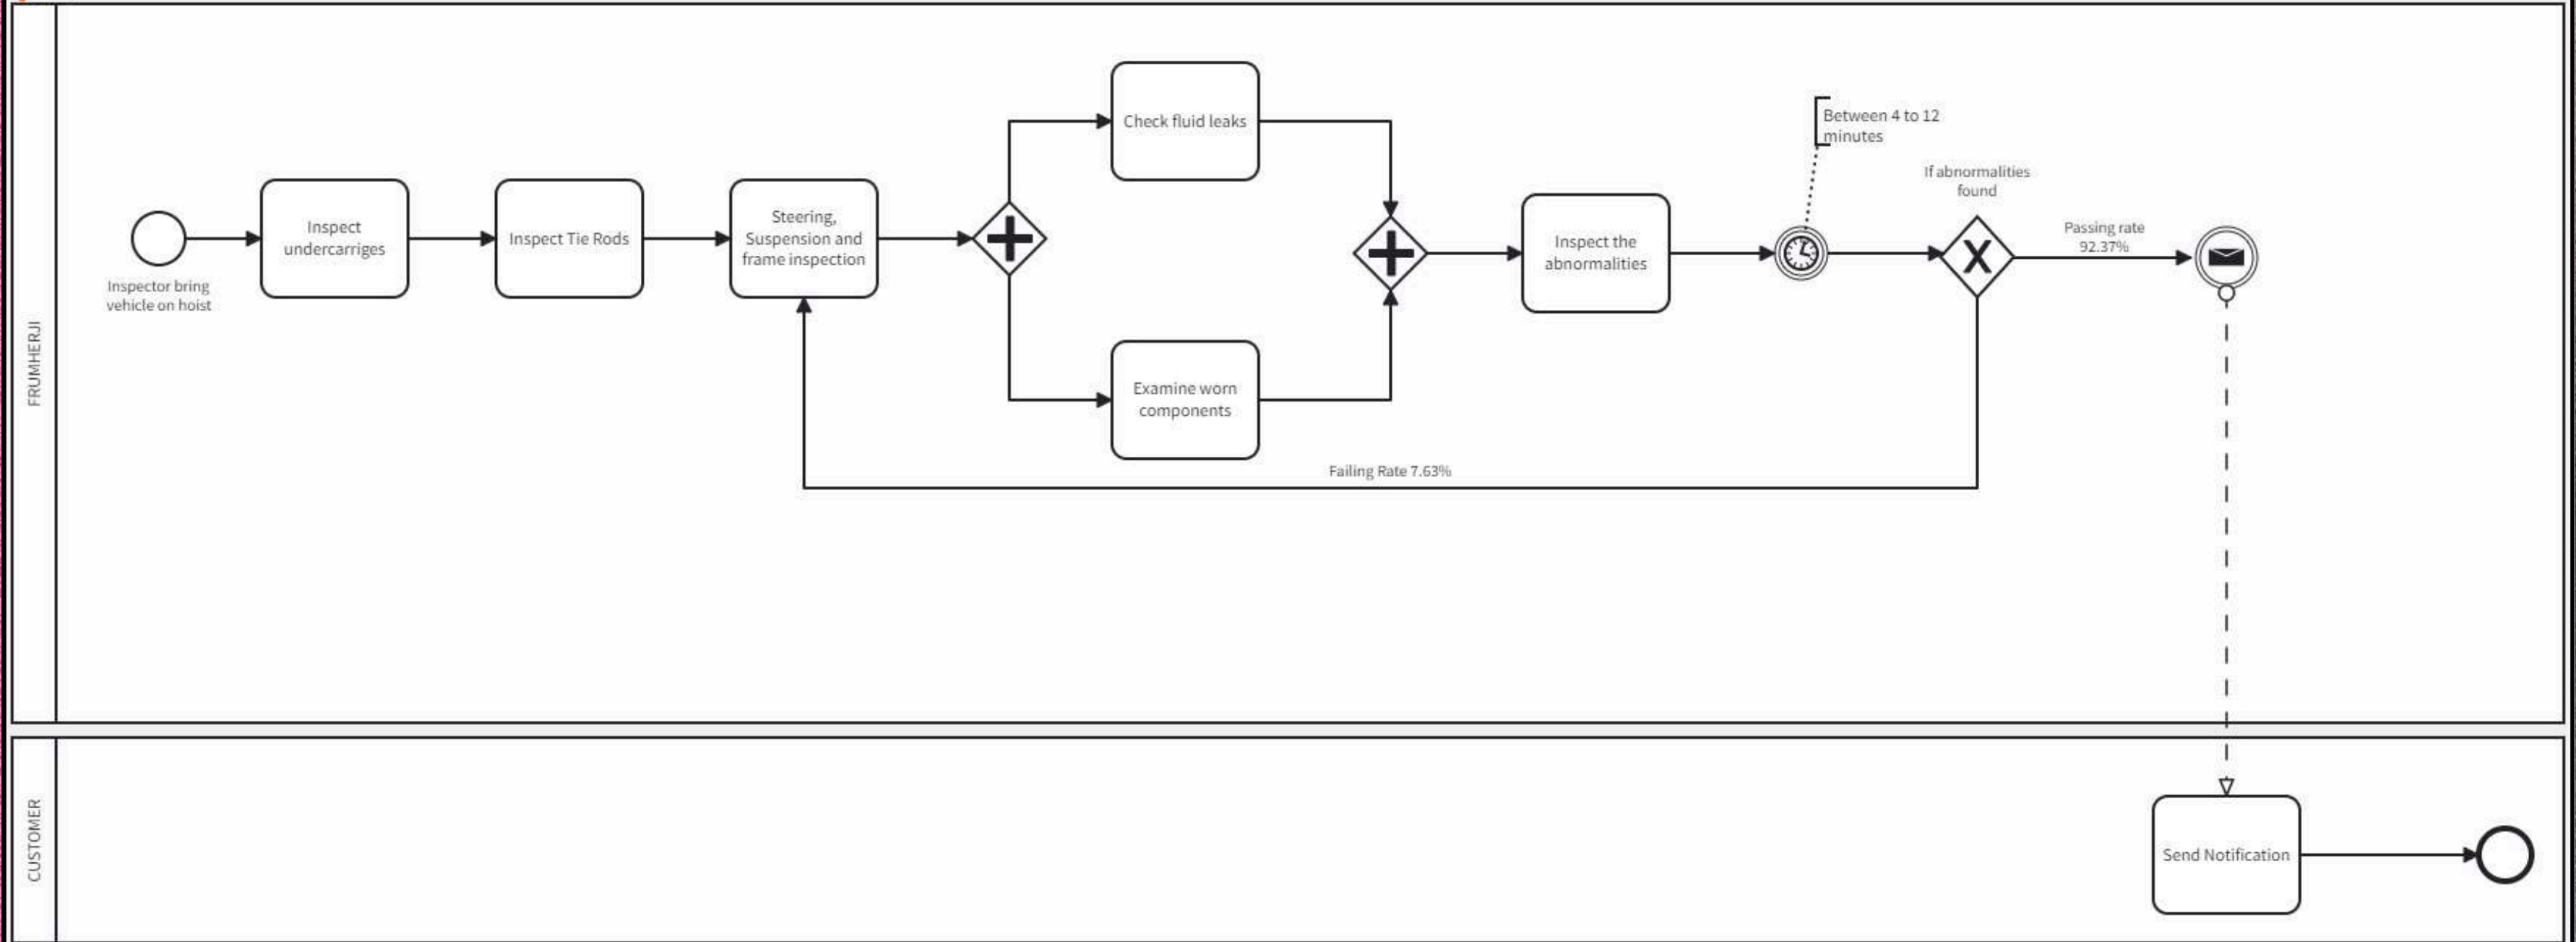 FRUMHERJI
Inspector bring
vehicle on hoist
Inspect
undercarriges
Inspect Tie Rods
Steering,
Suspension and
frame inspection
Check fluid leaks
Examine worn
components
Inspect the
abnormalities
Between 4 to 12
minutes
If abnormalities
found
Passing rate
92.37%
Failing Rate 7.63%
CUSTOMER
Send Notification